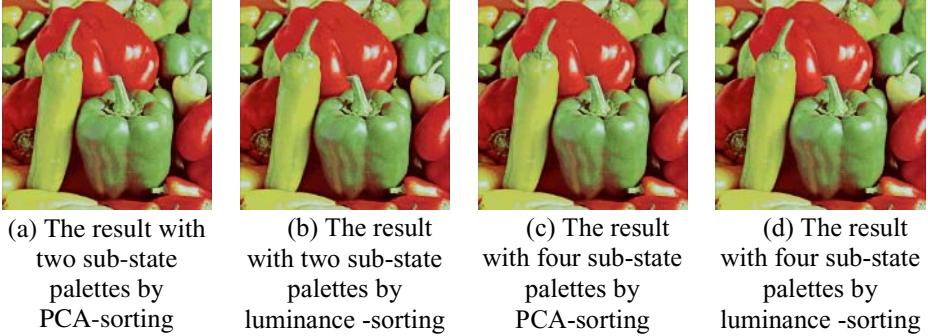 (a) The result with
two sub-state
palettes by
PCA-sorting
(b) The result
with two sub-state
palettes by
luminance -sorting
(c) The result
with four sub-state
palettes by
PCA-sorting
(d) The result
with four sub-state
palettes by
luminance -sorting